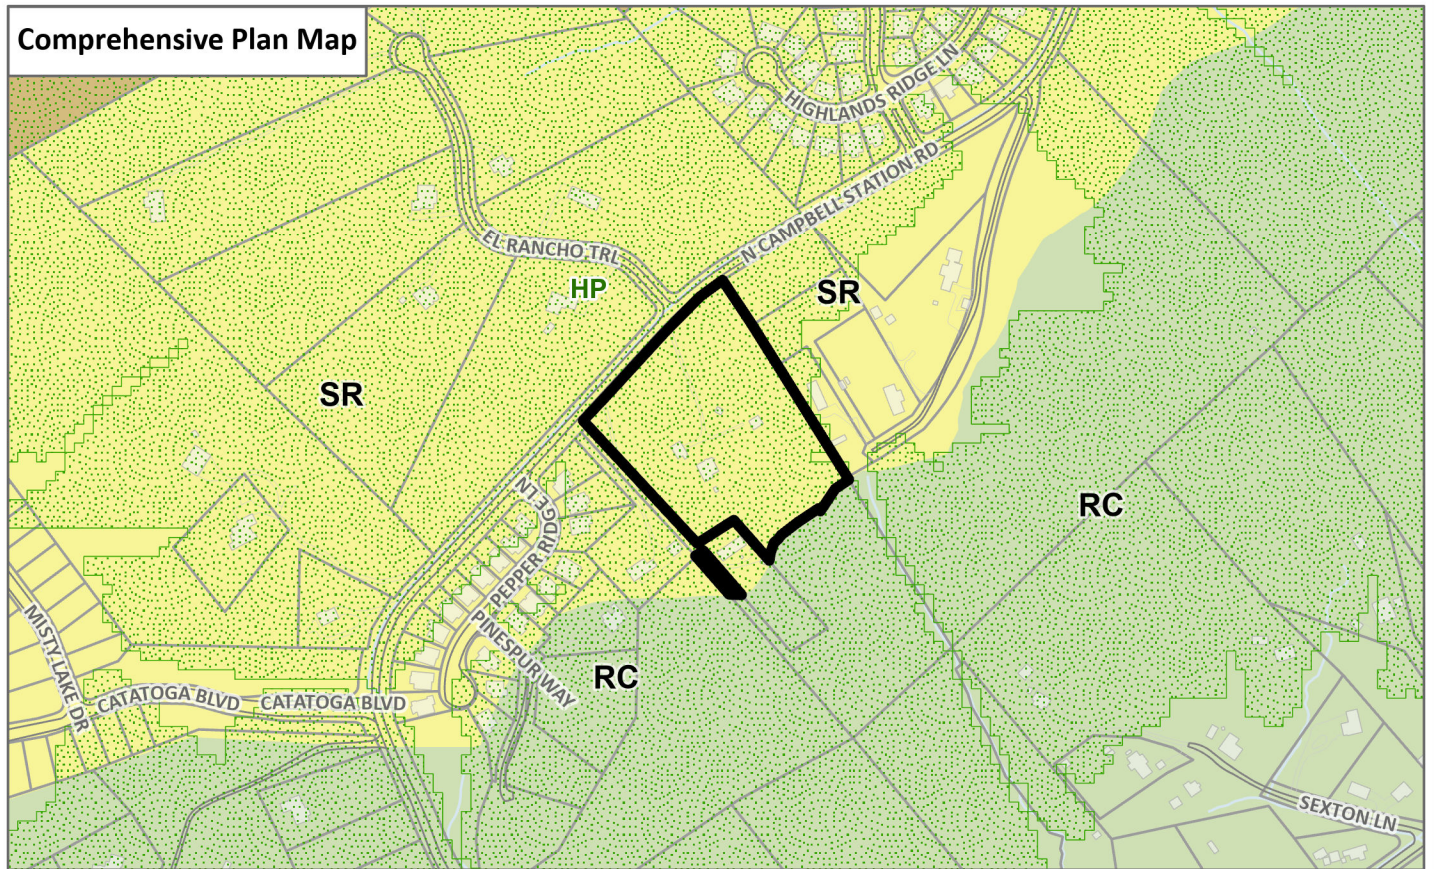 Comprehensive Plan Map
HIGHLANDS RIDGE LN
N CAMPBELL STATION RD
EL RANCHO TRL
HP
SR
SR
RC
PEPPER RIDGE LN
PINESPUR WAY
RC
MISTY LAKE DR
CATATOGA BLVD
CATATOGA BLVD
SEXTON LN